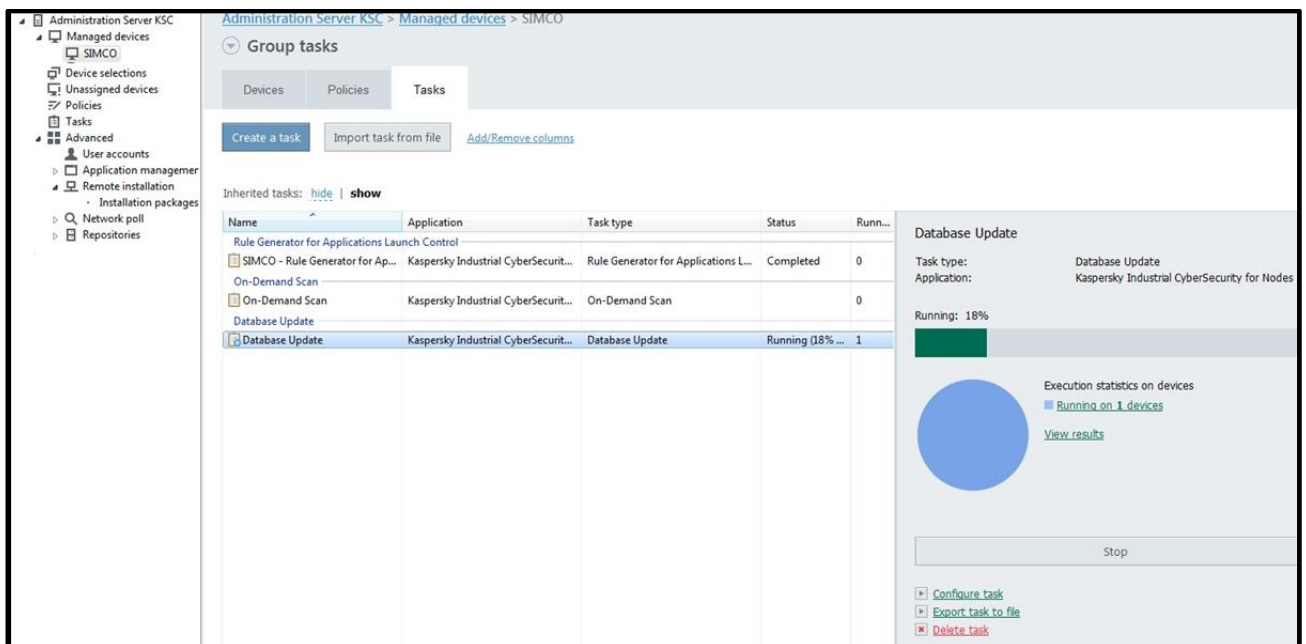 Administration Server KSC
Managed devices
SIMCO
Device selections
Unassigned devices
Policies
Tasks
Advanced
User accounts
Application managemer
Remote installation
Installation packages
Network poll
Repositories
Administration Server KSC > Managed devices > SIMCO
Group tasks
Devices Policies Tasks
Create a task Import task from file Add/Remove columns
Inherited tasks: hide | show
Name Application Task type Status Runn...
Rule Generator for Applications Launch Control
SIMCO - Rule Generator for Ap... Kaspersky Industrial CyberSecurit... Rule Generator for Applications L... Completed 0
On-Demand Scan
On-Demand Scan Kaspersky Industrial CyberSecurit... On-Demand Scan 0
Database Update
Database Update Kaspersky Industrial CyberSecurit... Database Update Running (18% ... 1
Database Update
Task type: Database Update
Application: Kaspersky Industrial CyberSecurity for Nodes
Running: 18%
Execution statistics on devices
Running on 1 devices
View results
Stop
Configure task
Export task to file
Delete task